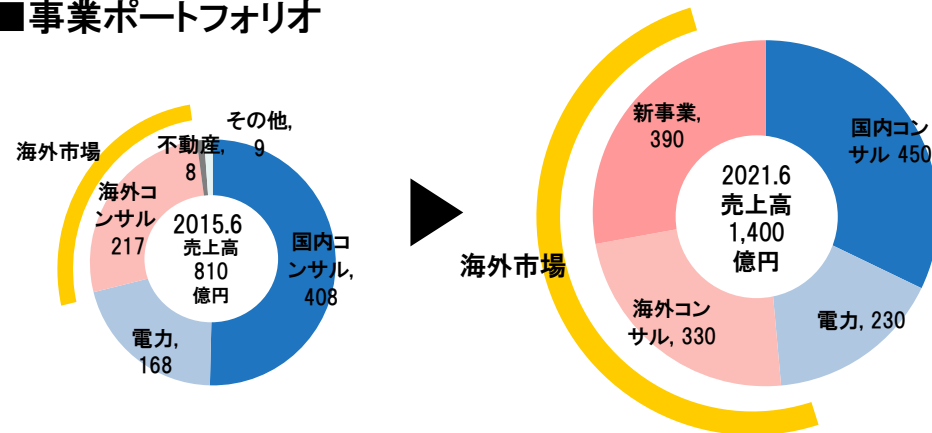 ■事業ポートフォリオ
海外市場
その他,
9
不動産,
8
海外コ
ンサル
217
2015.6
売上高
810
億円
国内コ
ンサル,
408
電力,
168
海外市場
新事業,
390
国内コン
サル 450
2021.6
売上高
1,400
億円
海外コン
サル, 330
電力, 230